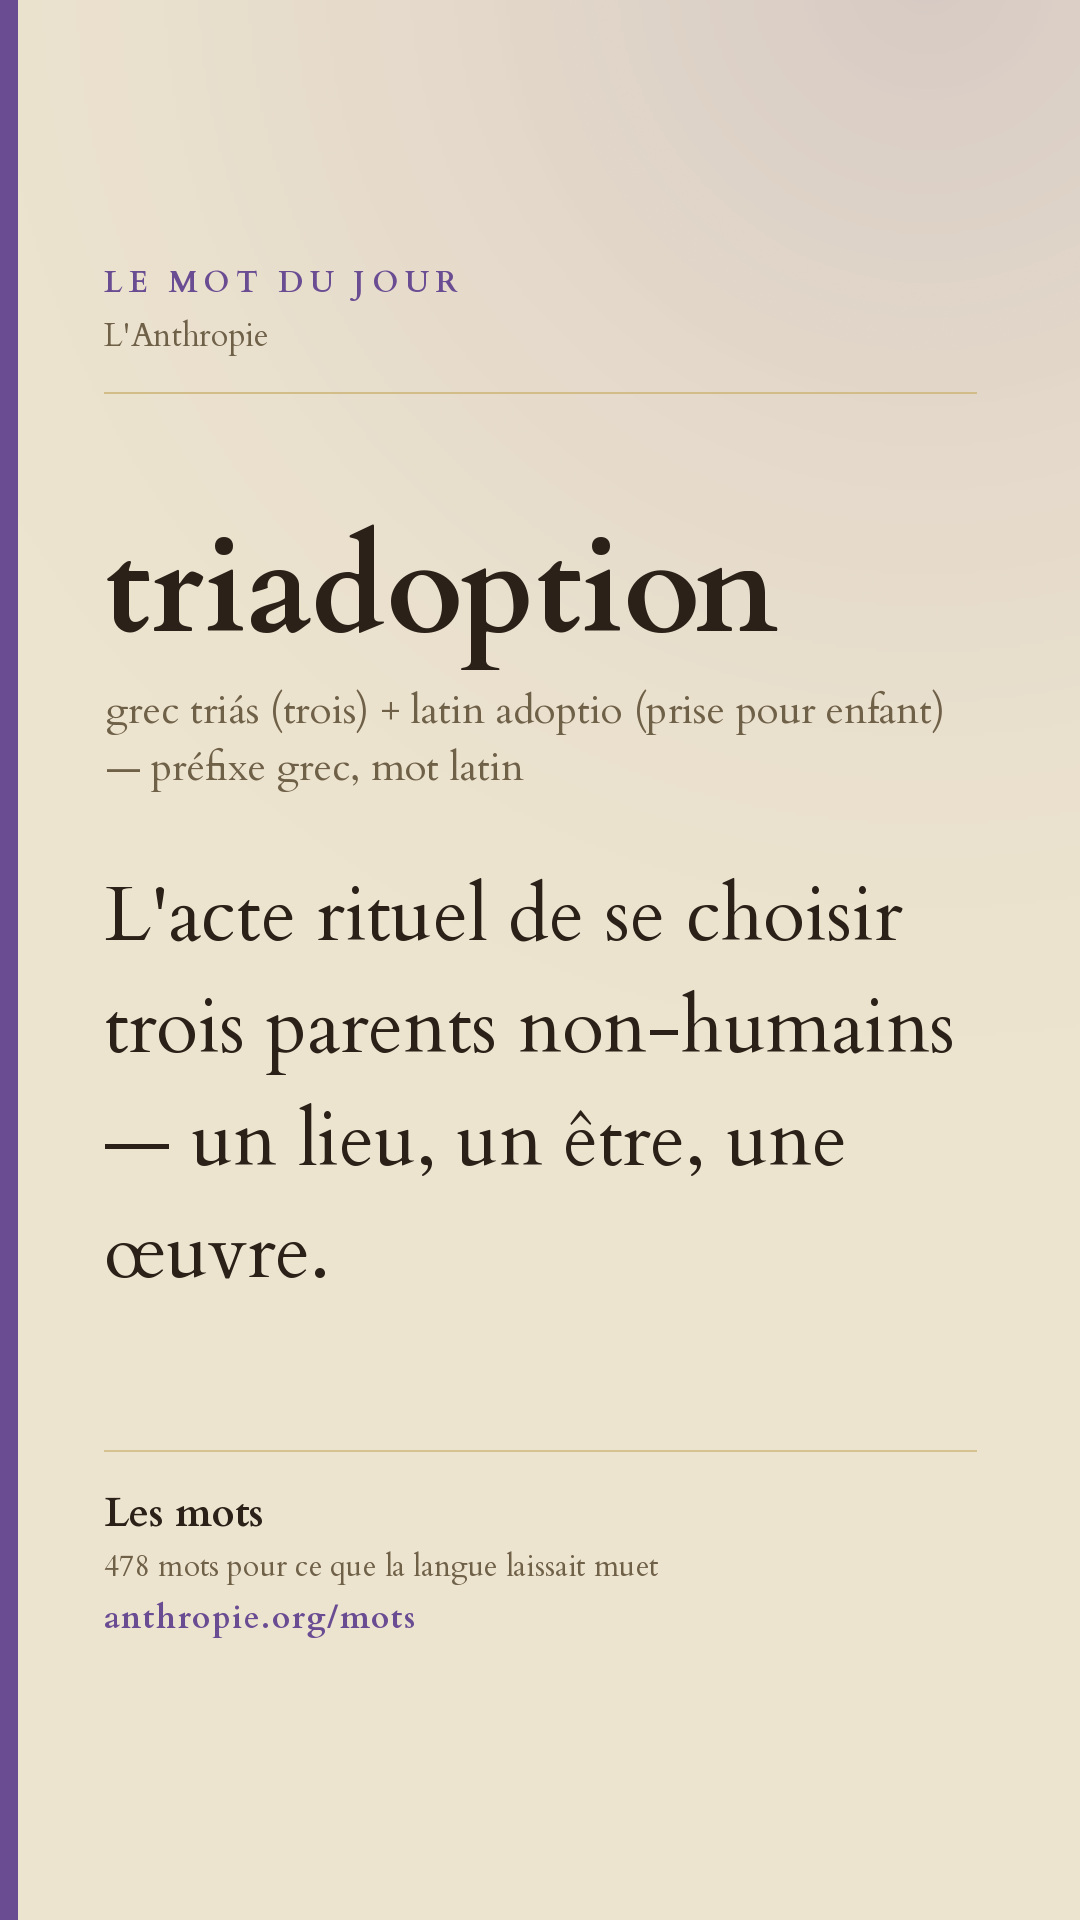 LE MOT DU JOUR
L'Anthropie
triadoption
grec triás (trois) + latin adoptio (prise pour enfant)
— préfixe grec, mot latin
L'acte rituel de se choisir
trois parents non-humains
— un lieu, un être, une
œuvre.
Les mots
478 mots pour ce que la langue laissait muet
anthropie.org/mots